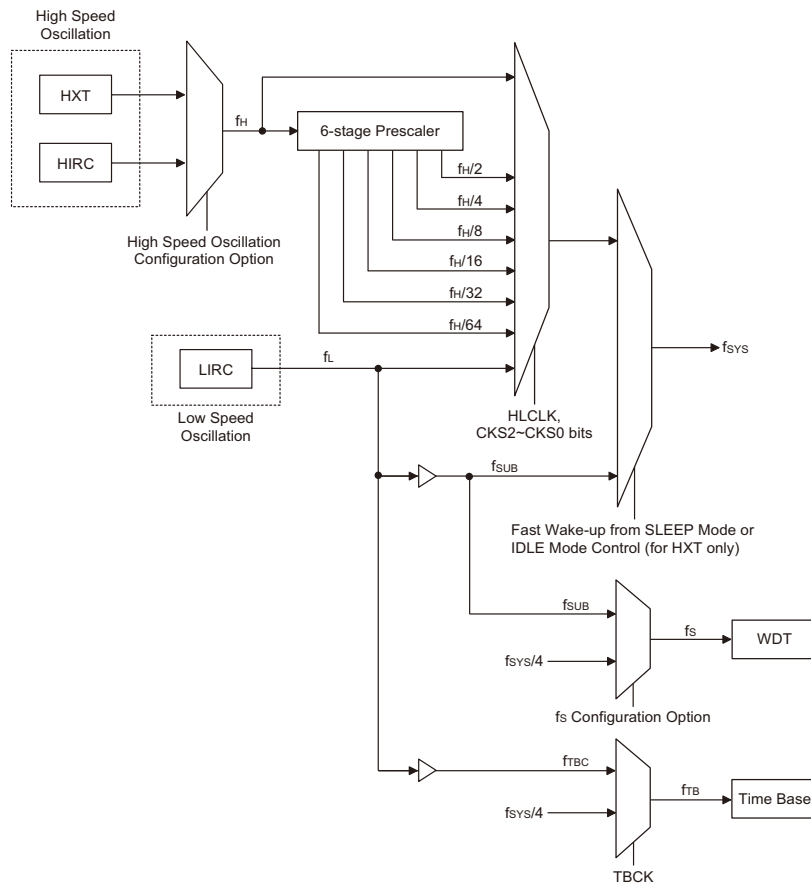 High Speed
Oscillation
HXT
HIRC
fH
6-stage Prescaler
fH/2
fH/4
fH/8
fH/16
fH/32
fH/64
High Speed Oscillation
Configuration Option
LIRC
fL
Low Speed
Oscillation
HLCLK,
CKS2~CKS0 bits
fSYS
fSUB
Fast Wake-up from SLEEP Mode or
IDLE Mode Control (for HXT only)
fSUB
fSYS/4
fS
WDT
fS Configuration Option
fTBC
fSYS/4
fTB
Time Base
TBCK